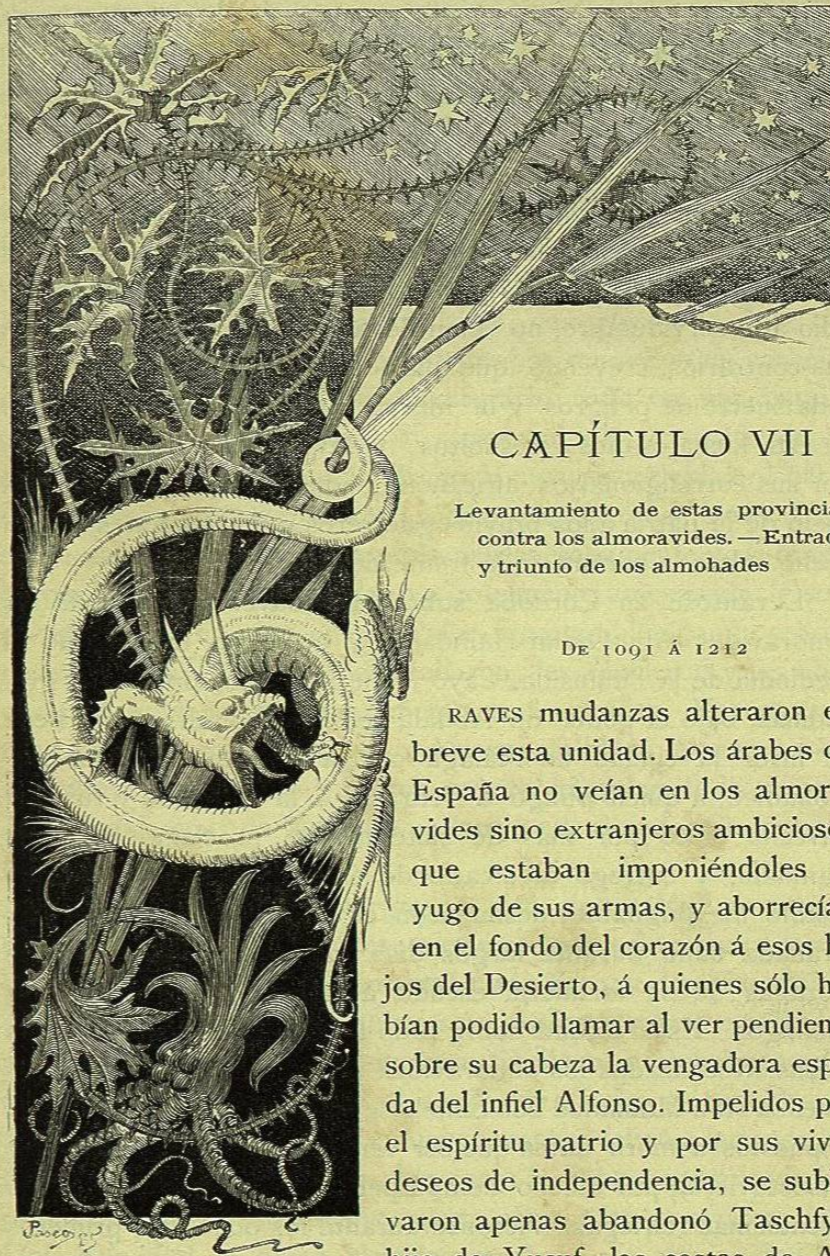 CAPÍTULO VII
Levantamiento de estas provincia
contra los almoravides. — Entrad
y triunfo de los almohades
DE 1091 Á 1212
RAVES mudanzas alteraron e
breve esta unidad. Los árabes d
España no veían en los almor
vides sino extranjeros ambicioso
que estaban imponiéndoles
yugo de sus armas, y aborrecía
en el fondo del corazón á esos h
jos del Desierto, á quienes sólo h
bían podido llamar al ver pendien
sobre su cabeza la vengadora esp
da del infiel Alfonso. Impelidos p
el espíritu patrio y por sus viv
deseos de independencia, se sub
varon apenas abandonó Taschfy